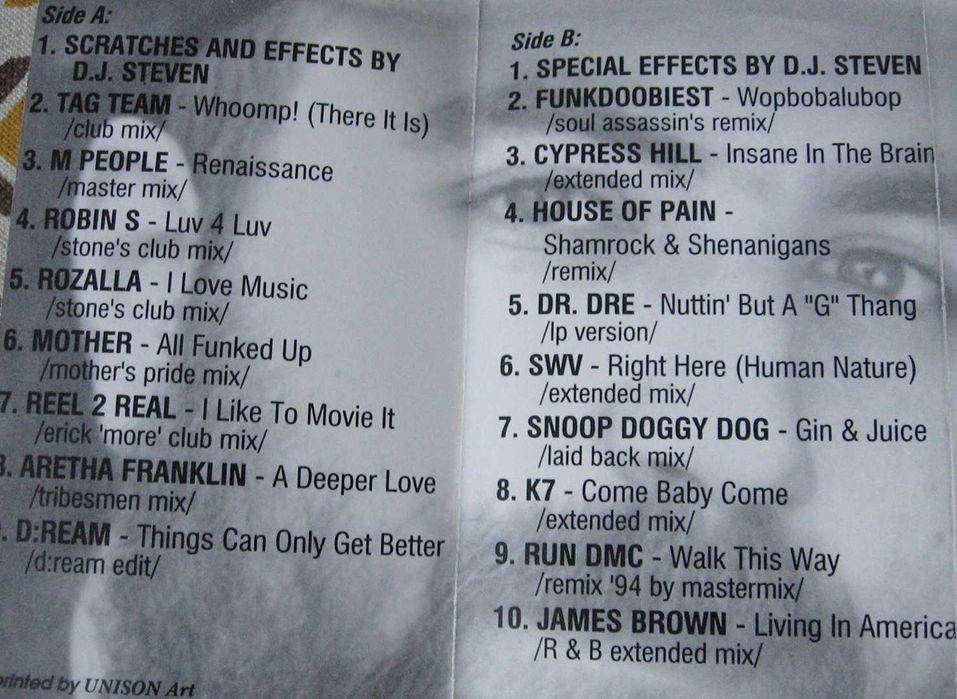 Side A:
1. SCRATCHES AND EFFECTS BY
D.J. STEVEN
2. TAG TEAM - Whoomp! (There It Is)
/club mix/
3. M PEOPLE - Renaissance
/master mix/
4. ROBIN S - Luv 4 Luv
/stone's club mix/
5. ROZALLA - I Love Music
/stone's club mix/
6. MOTHER - All Funked Up
/mother's pride mix/
7. REEL 2 REAL - I Like To Movie It
/erick 'more' club mix/
8. ARETHA FRANKLIN - A Deeper Love
/tribesmen mix/
. D:REAM - Things Can Only Get Better
/d:ream edit/
printed by UNISON Art
Side B:
1. SPECIAL EFFECTS BY D.J. STEVEN
2. FUNKDOOBIEST - Wopbobalubop
/soul assassin's remix/
3. CYPRESS HILL - Insane In The Brain
/extended mix/
4. HOUSE OF PAIN -
Shamrock & Shenanigans
/remix/
5. DR. DRE - Nuttin' But A "G" Thang
/lp version/
6. SWV - Right Here (Human Nature)
/extended mix/
7. SNOOP DOGGY DOG - Gin & Juice
/laid back mix/
8. K7 - Come Baby Come
/extended mix/
9. RUN DMC - Walk This Way
/remix '94 by mastermix/
10. JAMES BROWN - Living In America
/R & B extended mix/